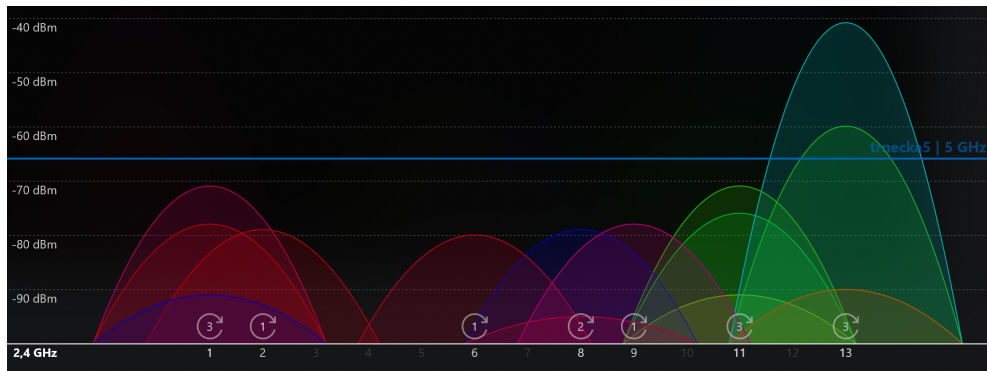 -40 dBm
-50 dBm
-60 dBm
trnecka5 | 5 GHz
-70 dBm
-80 dBm
-90 dBm
3 1 1 2 1 3 3
2,4 GHz 1 2 3 4 5 6 7 8 9 10 11 12 13